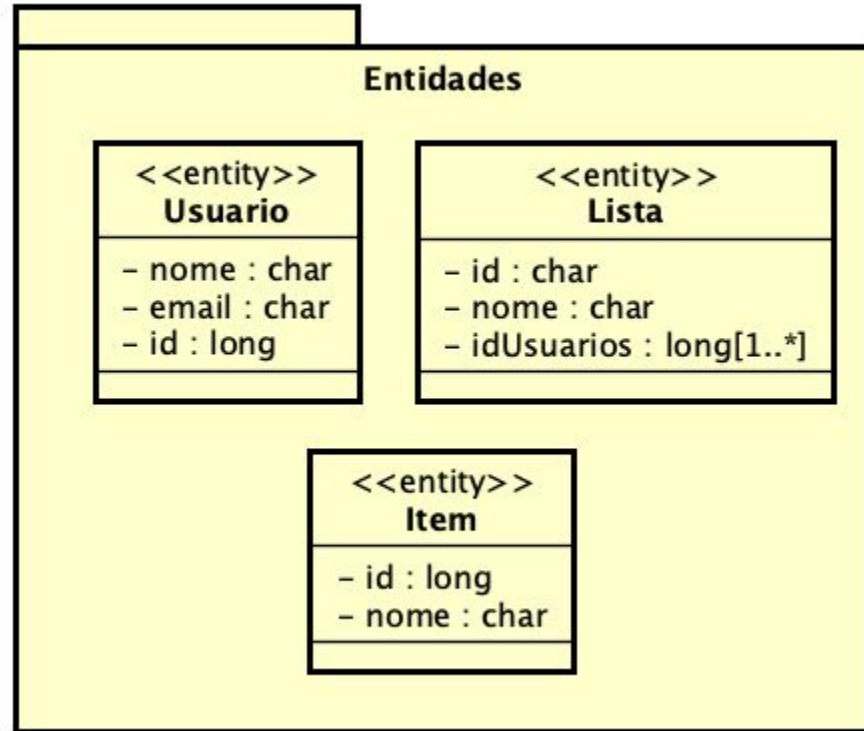 Entidades
<<entity>>
Usuario
– nome : char
– email : char
– id : long
<<entity>>
Lista
– id : char
– nome : char
– idUsuarios : long[1..*]
<<entity>>
Item
– id : long
– nome : char